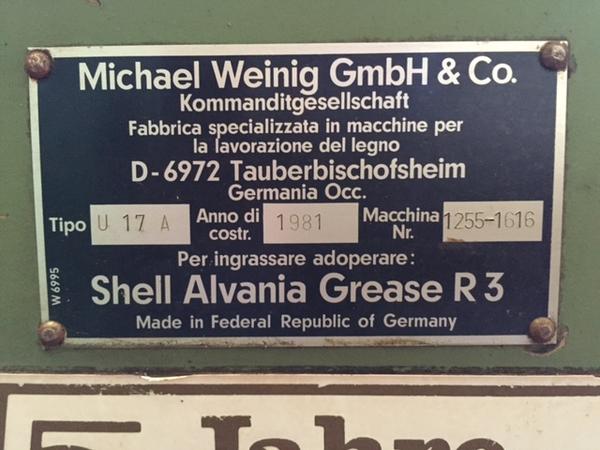 Michael Weinig GmbH & Co.
Kommanditgesellschaft
Fabbrica specializzata in macchine per
la lavorazione del legno
D-6972 Tauberbischofsheim
Germania Occ.
Tipo U 17 A Anno di costr. 1981 Macchina Nr. 1255-1616
Per ingrassare adoperare:
Shell Alvania Grease R 3
Made in Federal Republic of Germany
W 6995
5 Jahre